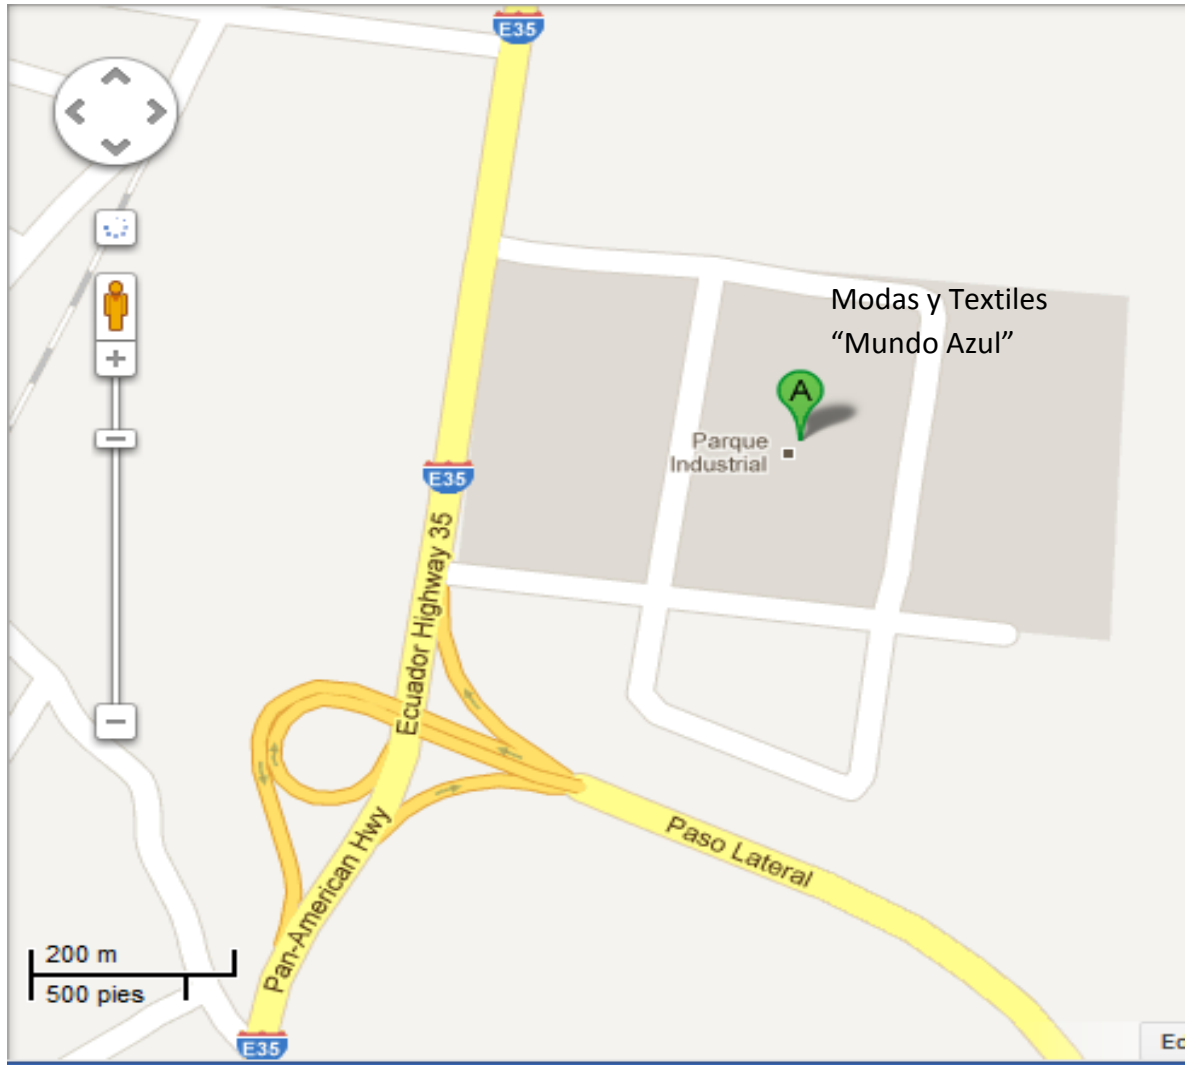 E35
Modas y Textiles
“Mundo Azul”
A
Parque
Industrial
E35
Ecuador Highway 35
Paso Lateral
Pan-American Hwy
200 m
500 pies
E35
Ec